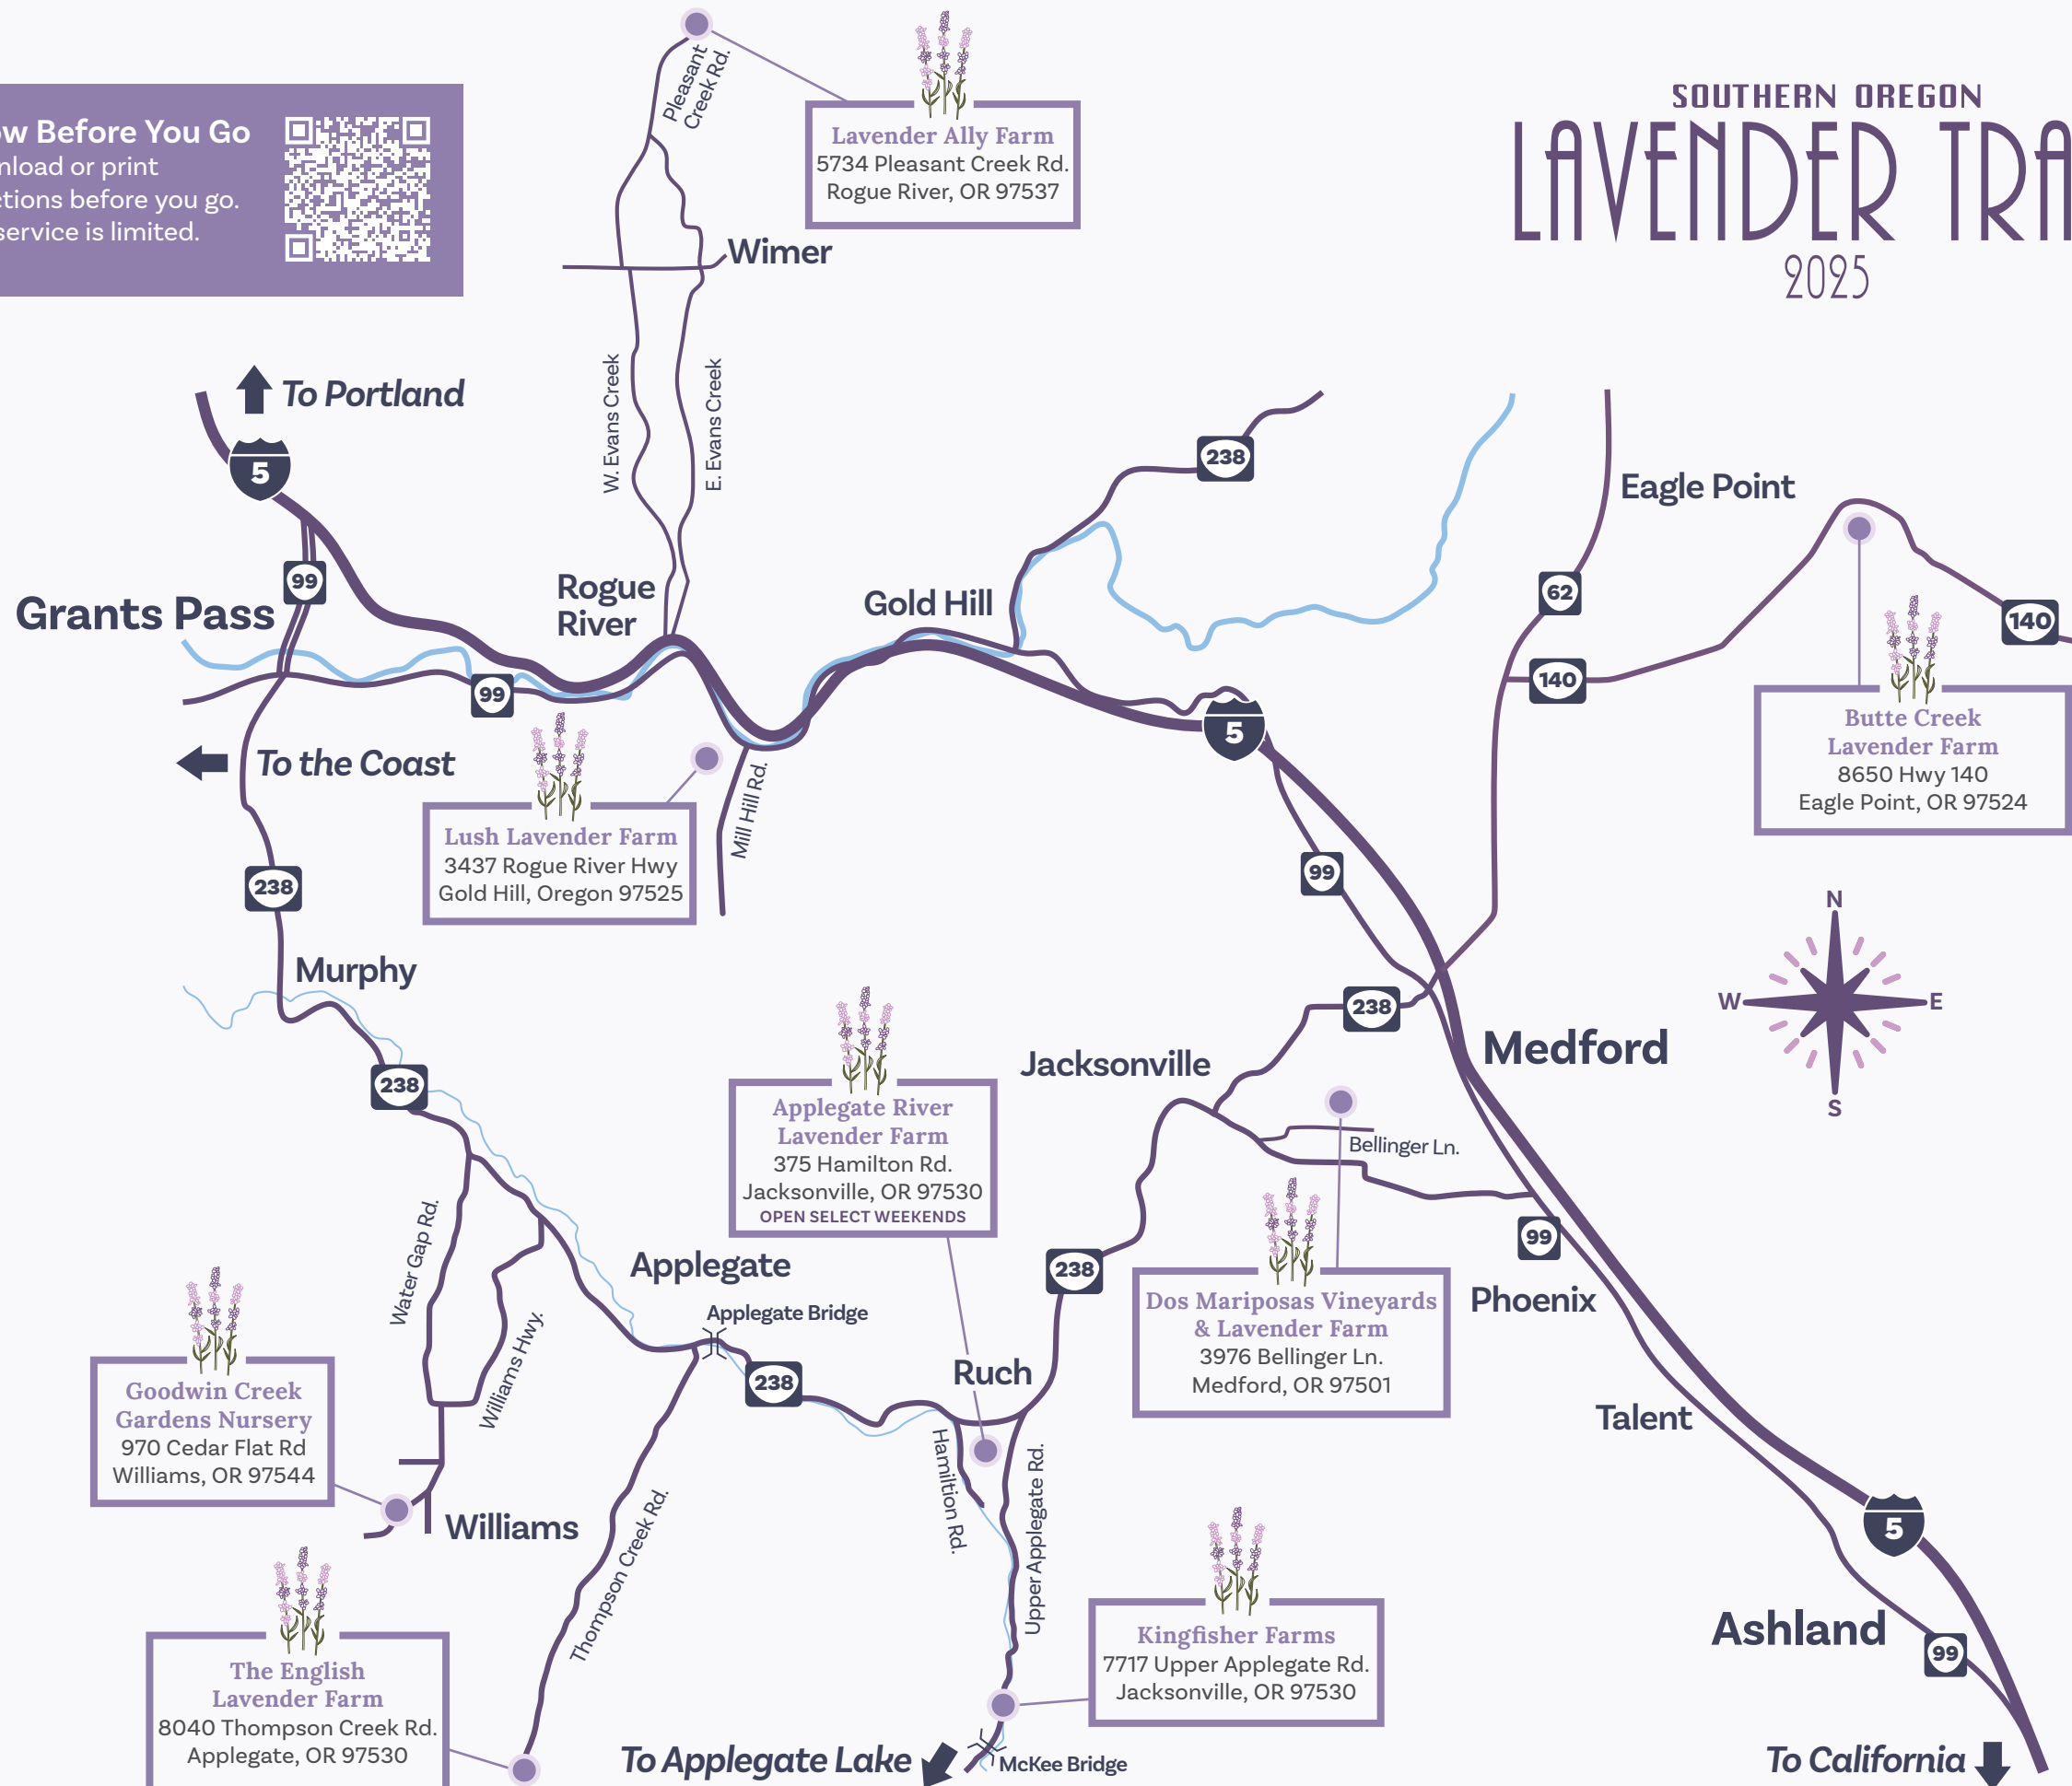 SOUTHERN OREGON
LAVENDER TRA
2025
ow Before You Go
nload or print
ctions before you go.
service is limited.
Pleasant
Creek Rd.
Lavender Ally Farm
5734 Pleasant Creek Rd.
Rogue River, OR 97537
Wimer
W. Evans Creek
E. Evans Creek
To Portland
5
99
Grants Pass
Rogue
River
Gold Hill
238
Eagle Point
62
140
140
99
5
To the Coast
Lush Lavender Farm
3437 Rogue River Hwy
Gold Hill, Oregon 97525
Mill Hill Rd.
Butte Creek
Lavender Farm
8650 Hwy 140
Eagle Point, OR 97524
99
238
N
W
E
S
Murphy
238
238
Medford
Jacksonville
Applegate River
Lavender Farm
375 Hamilton Rd.
Jacksonville, OR 97530
OPEN SELECT WEEKENDS
Bellinger Ln.
Water Gap Rd.
Applegate
Applegate Bridge
238
99
Dos Mariposas Vineyards
& Lavender Farm
3976 Bellinger Ln.
Medford, OR 97501
Phoenix
Williams Hwy.
238
Ruch
Talent
Goodwin Creek
Gardens Nursery
970 Cedar Flat Rd
Williams, OR 97544
Hamiltion Rd.
Upper Applegate Rd.
Williams
Thompson Creek Rd.
5
Kingfisher Farms
7717 Upper Applegate Rd.
Jacksonville, OR 97530
Ashland
99
The English
Lavender Farm
8040 Thompson Creek Rd.
Applegate, OR 97530
To Applegate Lake
McKee Bridge
To California